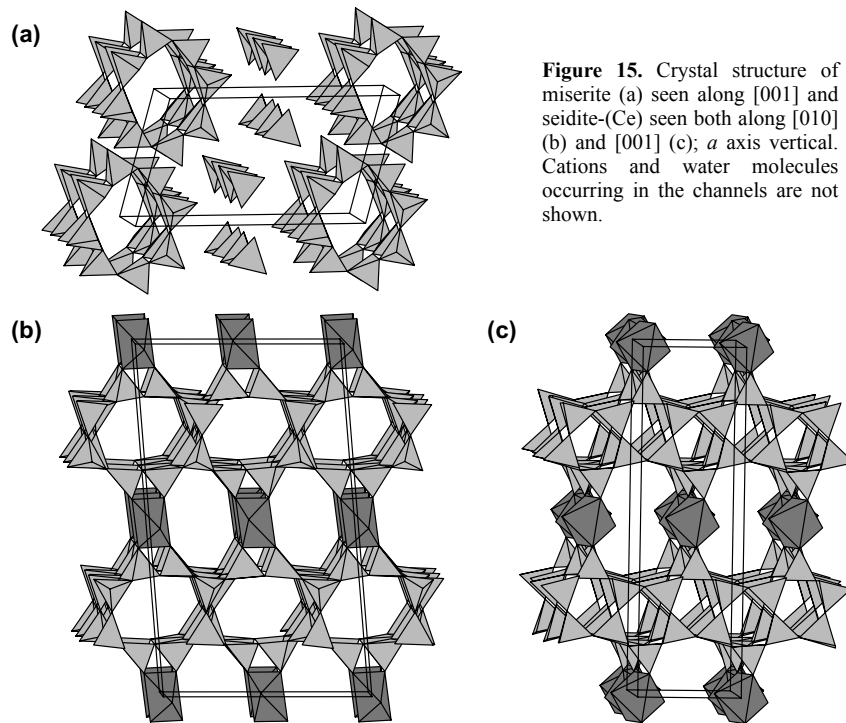 (a)
Figure 15. Crystal structure of
miserite (a) seen along [001] and
seidite-(Ce) seen both along [010]
(b) and [001] (c); a axis vertical.
Cations and water molecules
occurring in the channels are not
shown.
(b)
(c)